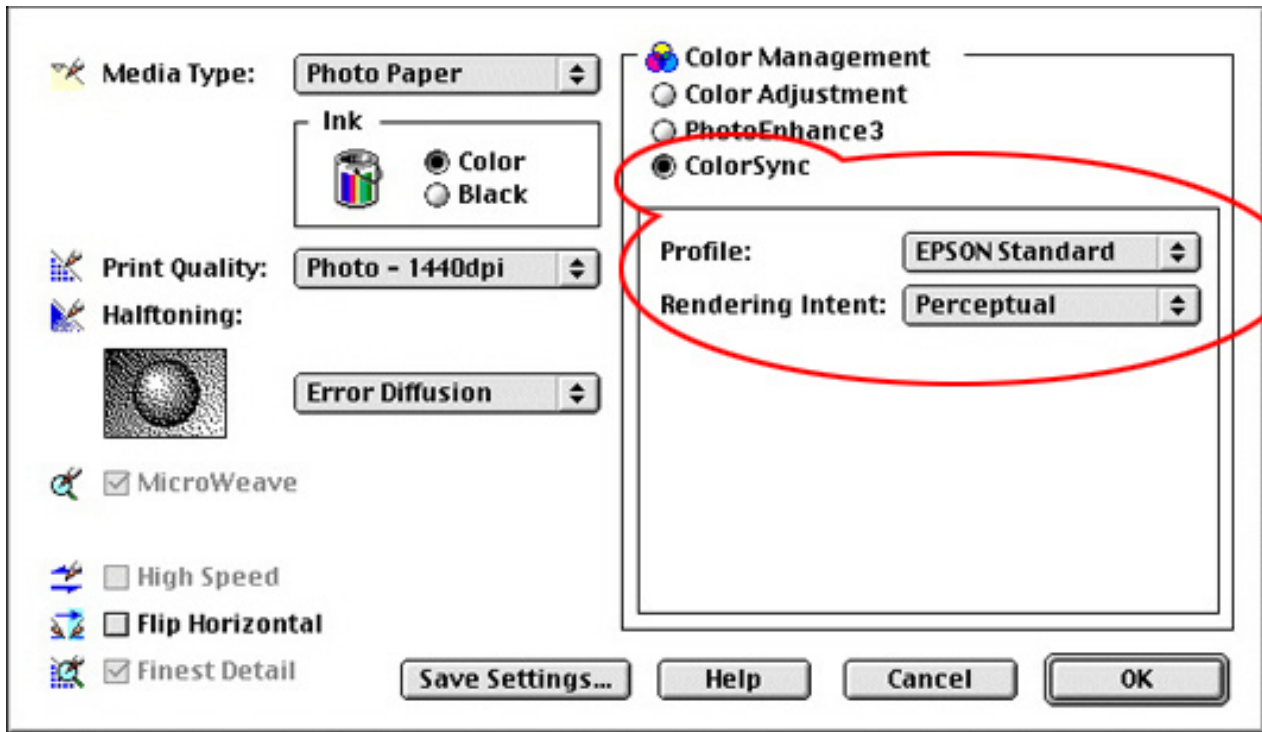 Media Type:
Photo Paper
Ink
Color
Black
Print Quality:
Photo - 1440dpi
Halftoning:
Error Diffusion
MicroWeave
High Speed
Flip Horizontal
Finest Detail
Color Management
Color Adjustment
PhotoEnhance3
ColorSync
Profile:
EPSON Standard
Rendering Intent:
Perceptual
Save Settings...
Help
Cancel
OK